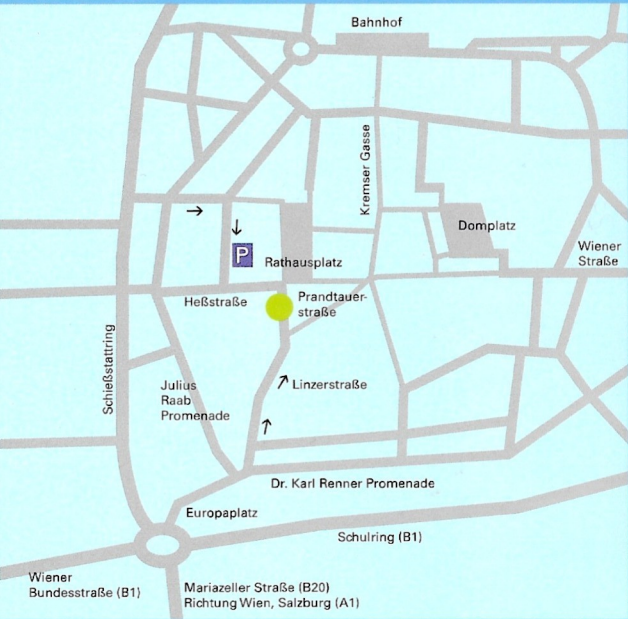 Bahnhof
Kremser Gasse
Domplatz
Wiener
Straße
P
Rathausplatz
Heßstraße
Prandtauer-
straße
Schießstattring
Julius
Raab
Promenade
Linzerstraße
Dr. Karl Renner Promenade
Europaplatz
Schulring (B1)
Wiener
Bundesstraße (B1)
Mariazeller Straße (B20)
Richtung Wien, Salzburg (A1)